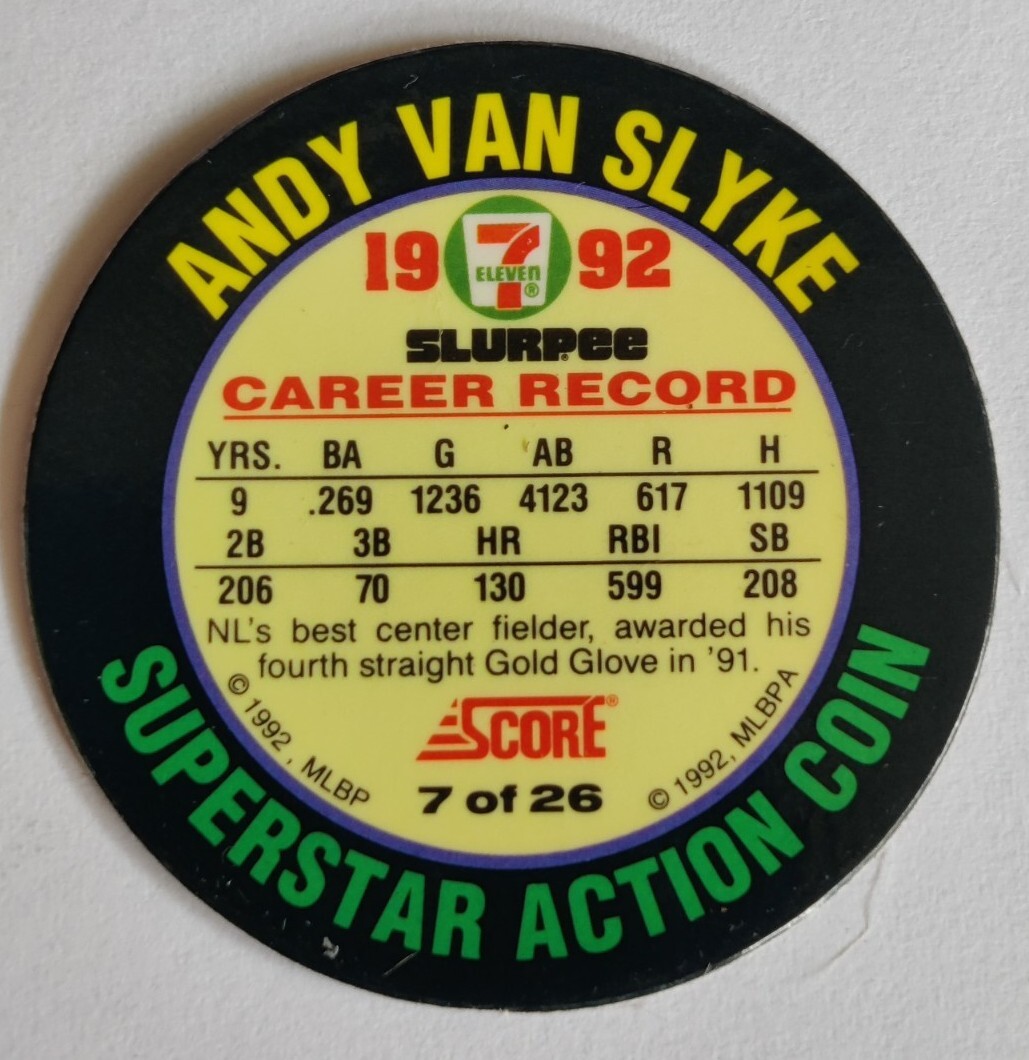 ANDY VAN SLYKE
19 7 ELEVEN ® 92
SLURPEE®
CAREER RECORD
YRS. BA G AB R H
9 .269 1236 4123 617 1109
2B 3B HR RBI SB
206 70 130 599 208
NL's best center fielder, awarded his
fourth straight Gold Glove in '91.
SCORE®
7 of 26
© 1992 , MLBP
© 1992, MLBPA
SUPERSTAR ACTION COIN